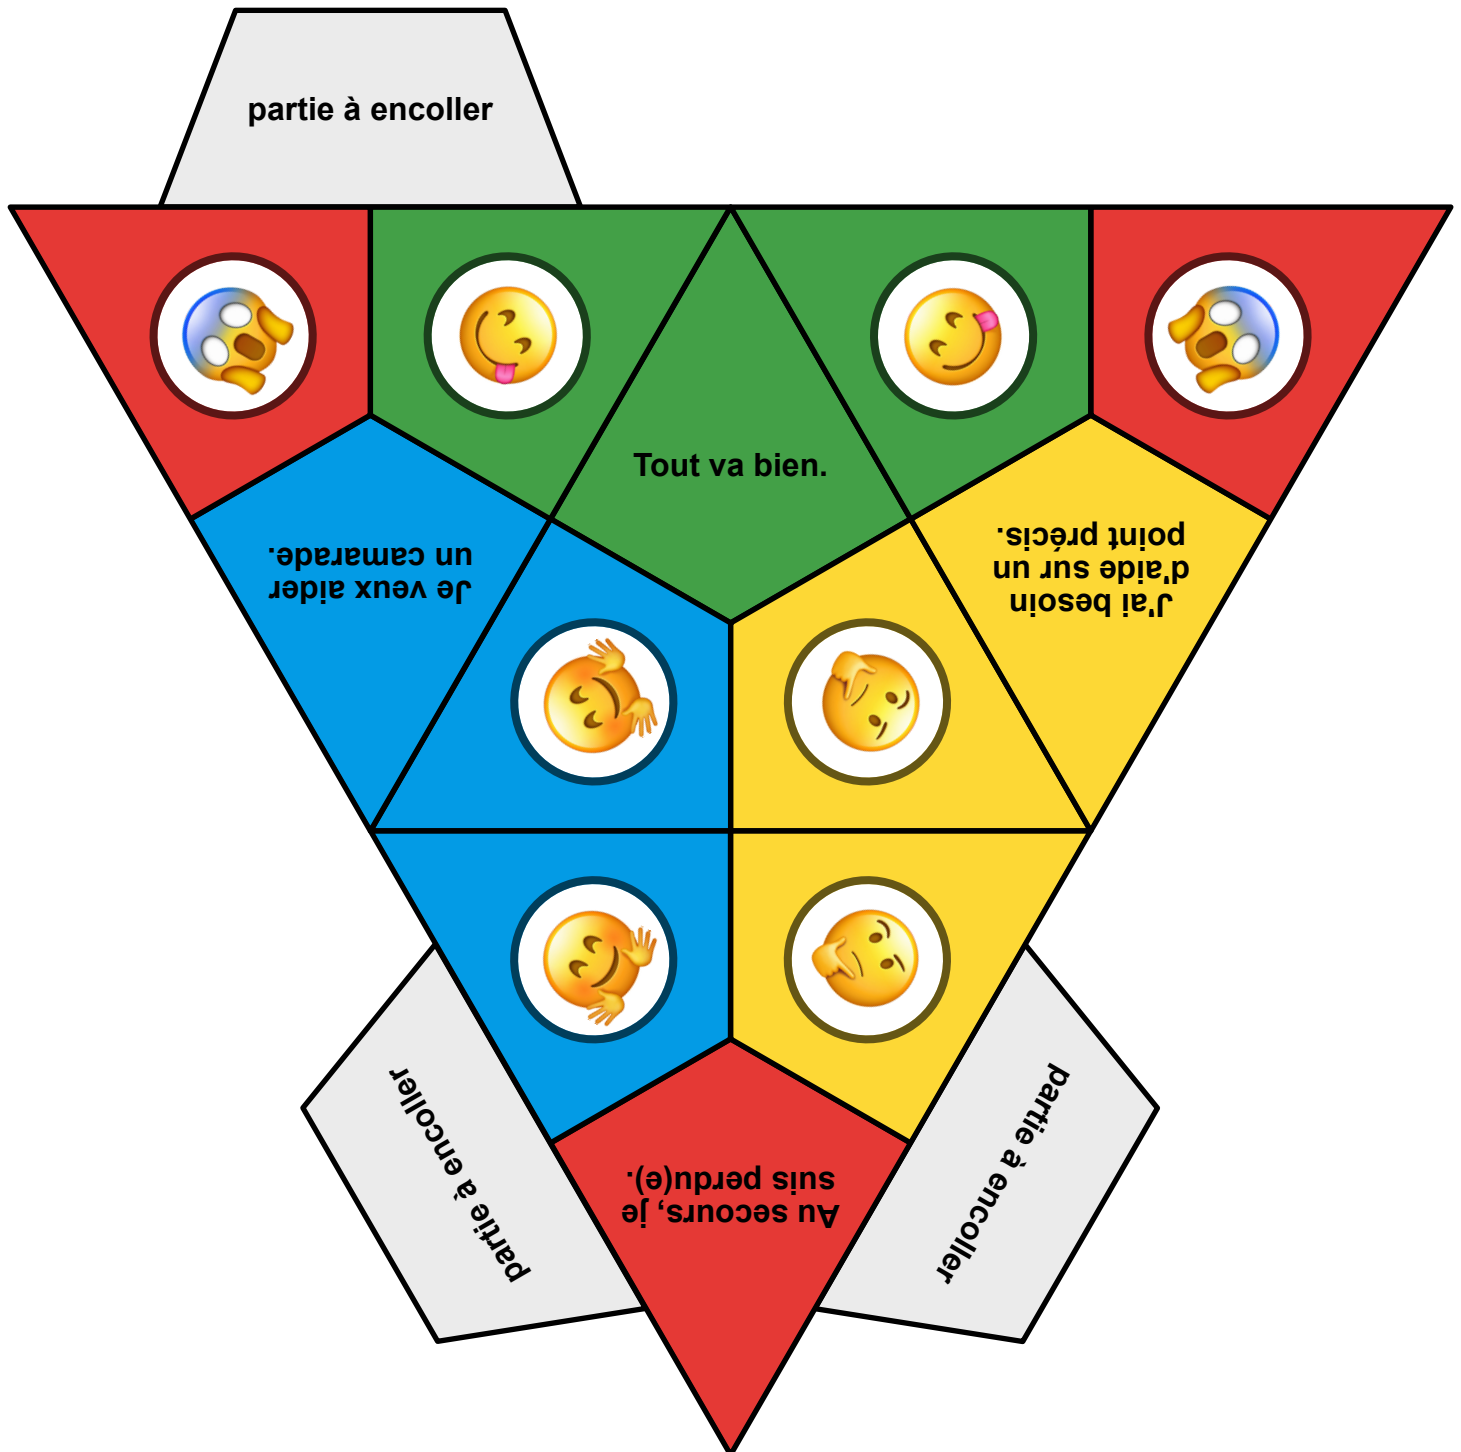 partie à encoller
Tout va bien.
Je veux aider
un camarade.
J'ai besoin
d'aide sur un
point précis.
partie à encoller
partie à encoller
Au secours, je
suis perdu(e).